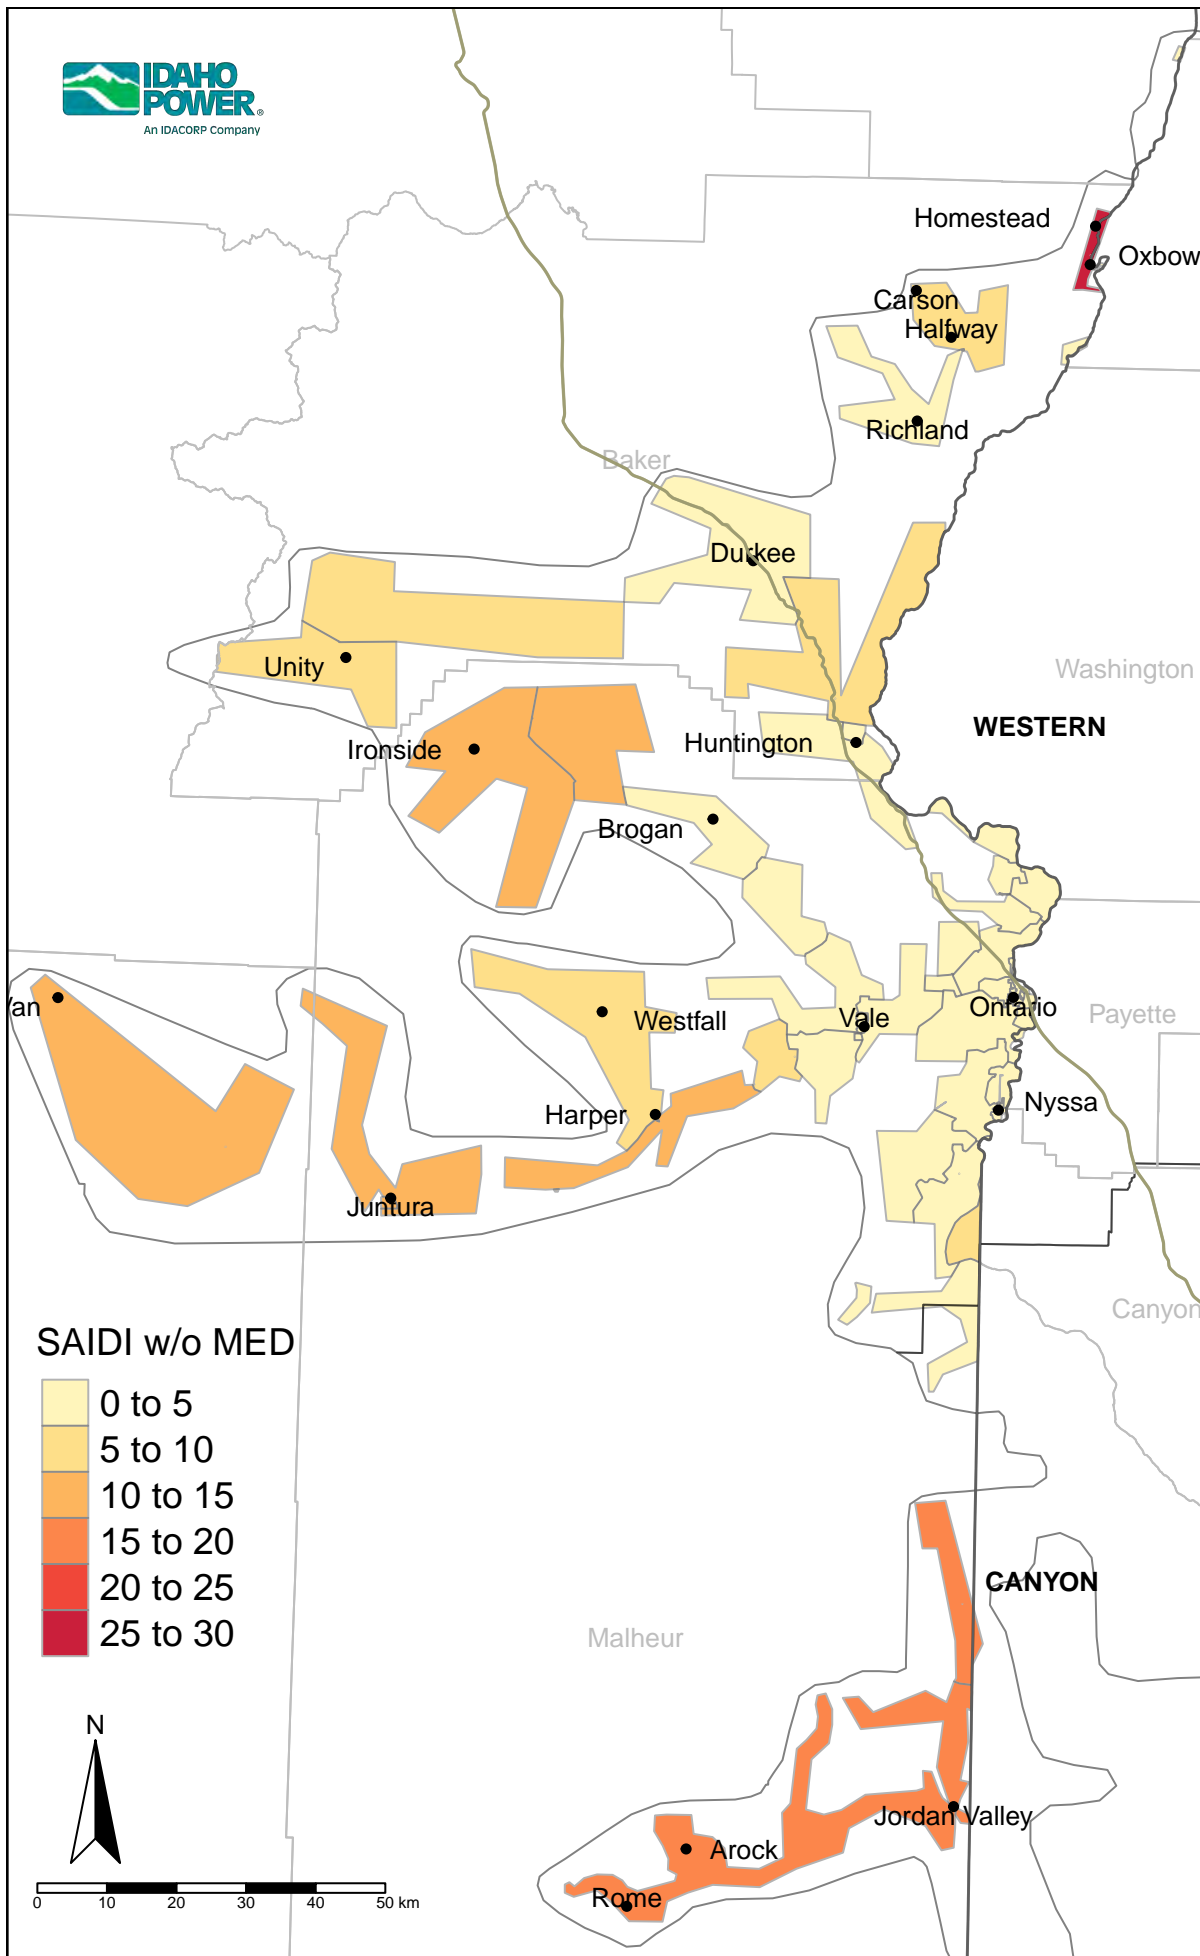 IDAHO
POWER®
An IDACORP Company
Homestead
Oxbow
Carson
Halfway
Richland
Baker
Durkee
Unity
Washington
WESTERN
Ironside
Huntington
Brogan
Westfall
Vale
Ontario
Payette
Harper
Nyssa
Juntura
Canyon
SAIDI w/o MED
0 to 5
5 to 10
10 to 15
15 to 20
20 to 25
25 to 30
CANYON
Malheur
N
Jordan Valley
Arock
Rome
0 10 20 30 40 50 km